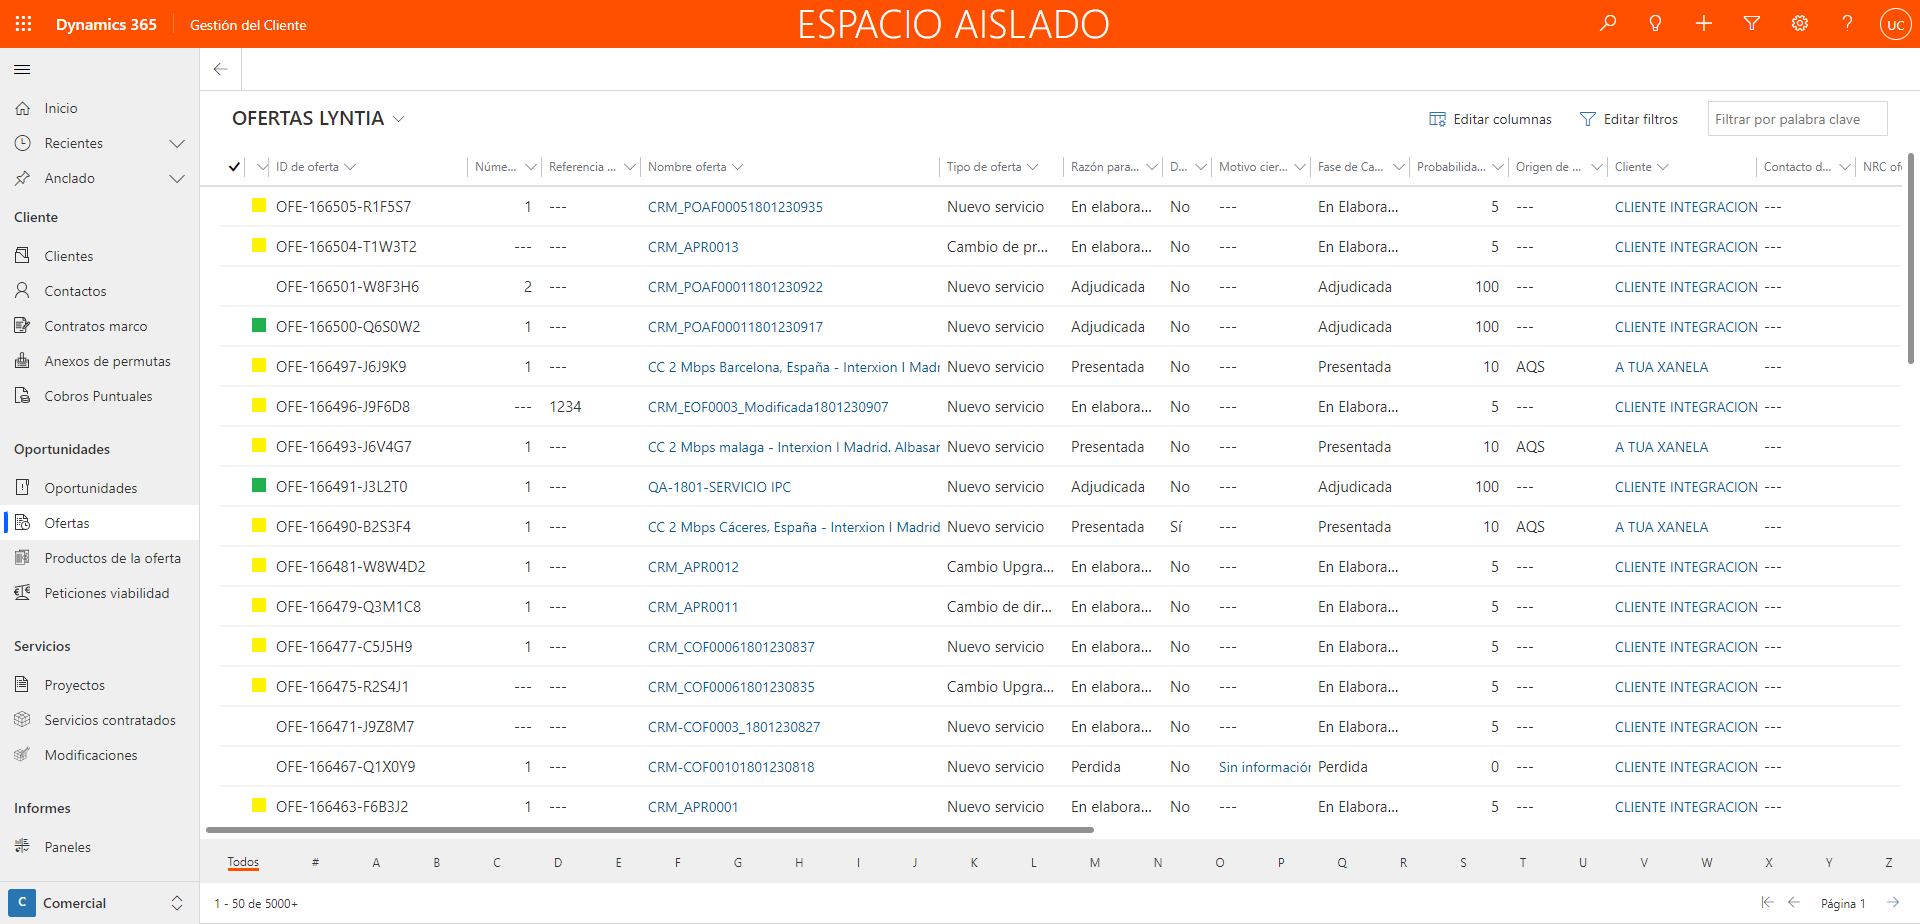 Dynamics 365 Gestión del Cliente ESPACIO AISLADO UC
Inicio
Recientes
Anclado
Cliente
Clientes
Contactos
Contratos marco
Anexos de permutas
Cobros Puntuales
Oportunidades
Oportunidades
Ofertas
Productos de la oferta
Peticiones viabilidad
Servicios
Proyectos
Servicios contratados
Modificaciones
Informes
Paneles
C Comercial
OFERTAS LYNTIA Editar columnas Editar filtros Filtrar por palabra clave
ID de oferta Núme... Referencia ... Nombre oferta Tipo de oferta Razón para... D... Motivo cier... Fase de Ca... Probabilida... Origen de ... Cliente Contacto d... NRC of
OFE-166505-R1F5S7 1 --- CRM_POAF00051801230935 Nuevo servicio En elabora... No --- En Elabora... 5 --- CLIENTE INTEGRACION ---
OFE-166504-T1W3T2 --- --- CRM_APR0013 Cambio de pr... En elabora... No --- En Elabora... 5 --- CLIENTE INTEGRACION ---
OFE-166501-W8F3H6 2 --- CRM_POAF00011801230922 Nuevo servicio Adjudicada No --- Adjudicada 100 --- CLIENTE INTEGRACION ---
OFE-166500-Q6S0W2 1 --- CRM_POAF00011801230917 Nuevo servicio Adjudicada No --- Adjudicada 100 --- CLIENTE INTEGRACION ---
OFE-166497-J6J9K9 1 --- CC 2 Mbps Barcelona, España - Interxion I Madr Nuevo servicio Presentada No --- Presentada 10 AQS A TUA XANELA ---
OFE-166496-J9F6D8 --- 1234 CRM_EOF0003_Modificada1801230907 Nuevo servicio En elabora... No --- En Elabora... 5 --- CLIENTE INTEGRACION ---
OFE-166493-J6V4G7 1 --- CC 2 Mbps malaga - Interxion I Madrid. Albasar Nuevo servicio Presentada No --- Presentada 10 AQS A TUA XANELA ---
OFE-166491-J3L2T0 1 --- QA-1801-SERVICIO IPC Nuevo servicio Adjudicada No --- Adjudicada 100 --- CLIENTE INTEGRACION ---
OFE-166490-B2S3F4 1 --- CC 2 Mbps Cáceres, España - Interxion I Madrid Nuevo servicio Presentada Sí --- Presentada 10 AQS A TUA XANELA ---
OFE-166481-W8W4D2 1 --- CRM_APR0012 Cambio Upgra... En elabora... No --- En Elabora... 5 --- CLIENTE INTEGRACION ---
OFE-166479-Q3M1C8 1 --- CRM_APR0011 Cambio de dir... En elabora... No --- En Elabora... 5 --- CLIENTE INTEGRACION ---
OFE-166477-C5J5H9 1 --- CRM_COF00061801230837 Nuevo servicio En elabora... No --- En Elabora... 5 --- CLIENTE INTEGRACION ---
OFE-166475-R2S4J1 --- --- CRM_COF00061801230835 Cambio Upgra... En elabora... No --- En Elabora... 5 --- CLIENTE INTEGRACION ---
OFE-166471-J9Z8M7 --- --- CRM-COF0003_1801230827 Nuevo servicio En elabora... No --- En Elabora... 5 --- CLIENTE INTEGRACION ---
OFE-166467-Q1X0Y9 1 --- CRM-COF00101801230818 Nuevo servicio Perdida No Sin información Perdida 0 --- CLIENTE INTEGRACION ---
OFE-166463-F6B3J2 1 --- CRM_APR0001 Nuevo servicio En elabora... No --- En Elabora... 5 --- CLIENTE INTEGRACION ---
Todos # A B C D E F G H I J K L M N O P Q R S T U V W X Y Z
1 - 50 de 5000+ Página 1